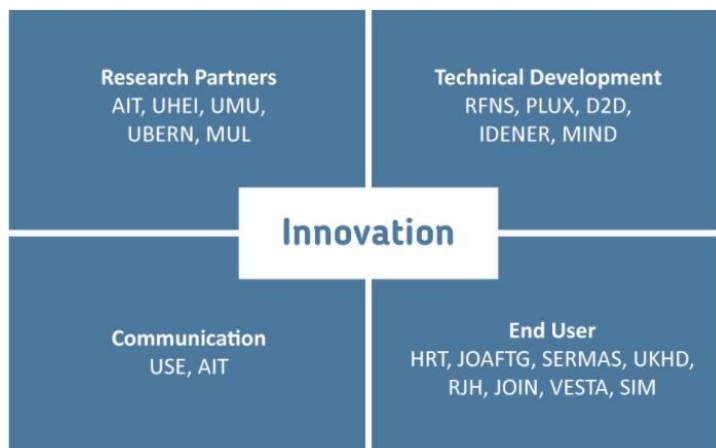 Research Partners
AIT, UHEI, UMU,
UBERN, MUL
Technical Development
RFNS, PLUX, D2D,
IDENER, MIND
Innovation
Communication
USE, AIT
End User
HRT, JOAFTG, SERMAS, UKHD,
RJH, JOIN, VESTA, SIM